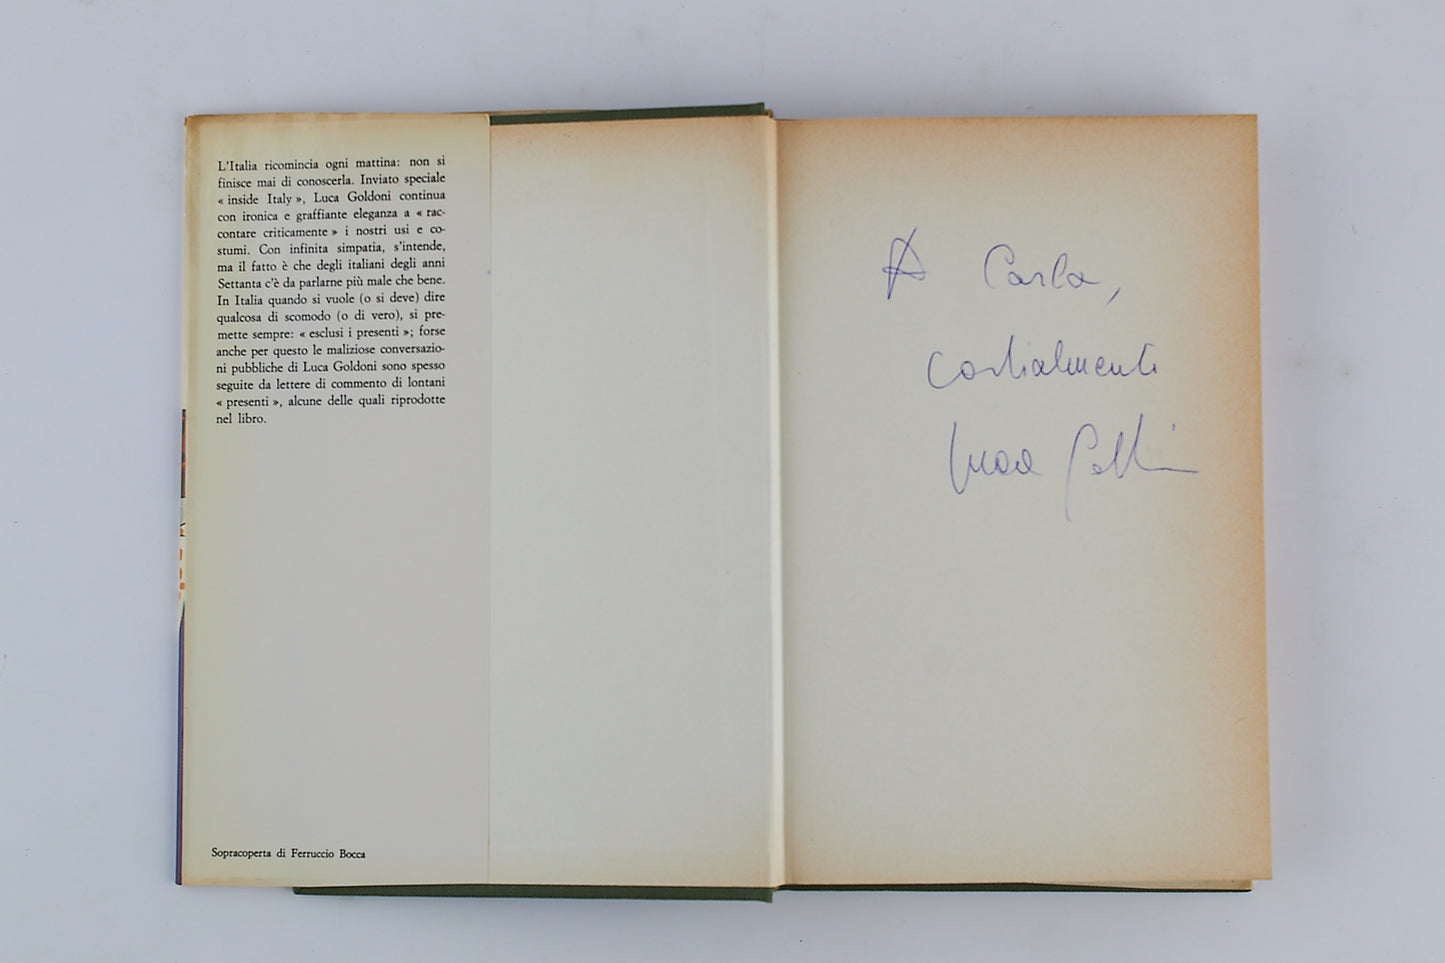 L'Italia ricomincia ogni mattina: non si
finisce mai di conoscerla. Inviato speciale
« inside Italy », Luca Goldoni continua
con ironica e graffiante eleganza a « rac-
contare criticamente » i nostri usi e co-
stumi. Con infinita simpatia, s'intende,
ma il fatto è che degli italiani degli anni
Settanta c'è da parlarne più male che bene.
In Italia quando si vuole (o si deve) dire
qualcosa di scomodo (o di vero), si pre-
mette sempre: « esclusi i presenti »; forse
anche per questo le maliziose conversazio-
ni pubbliche di Luca Goldoni sono spesso
seguite da lettere di commento di lontani
« presenti », alcune delle quali riprodotte
nel libro.
Sopracoperta di Ferruccio Bocca
A Carla,
cordialmente
Luca Goldoni